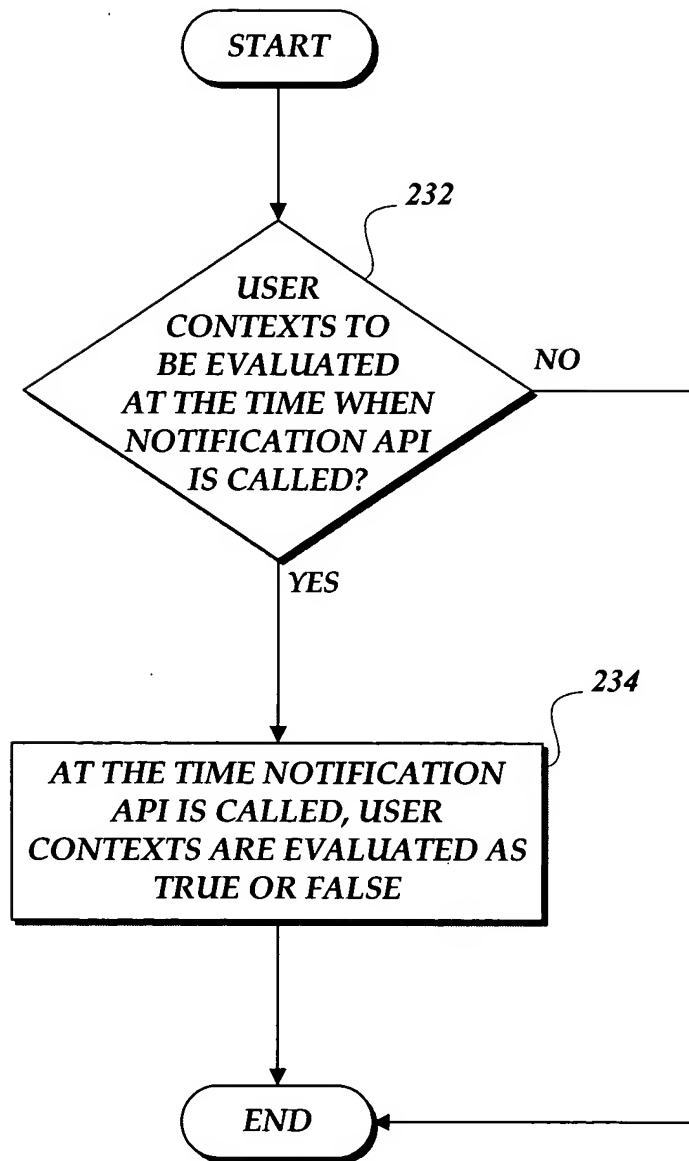 START
232
USER
CONTEXTS TO
BE EVALUATED
AT THE TIME WHEN
NOTIFICATION API
IS CALLED?
NO
YES
234
AT THE TIME NOTIFICATION
API IS CALLED, USER
CONTEXTS ARE EVALUATED AS
TRUE OR FALSE
END